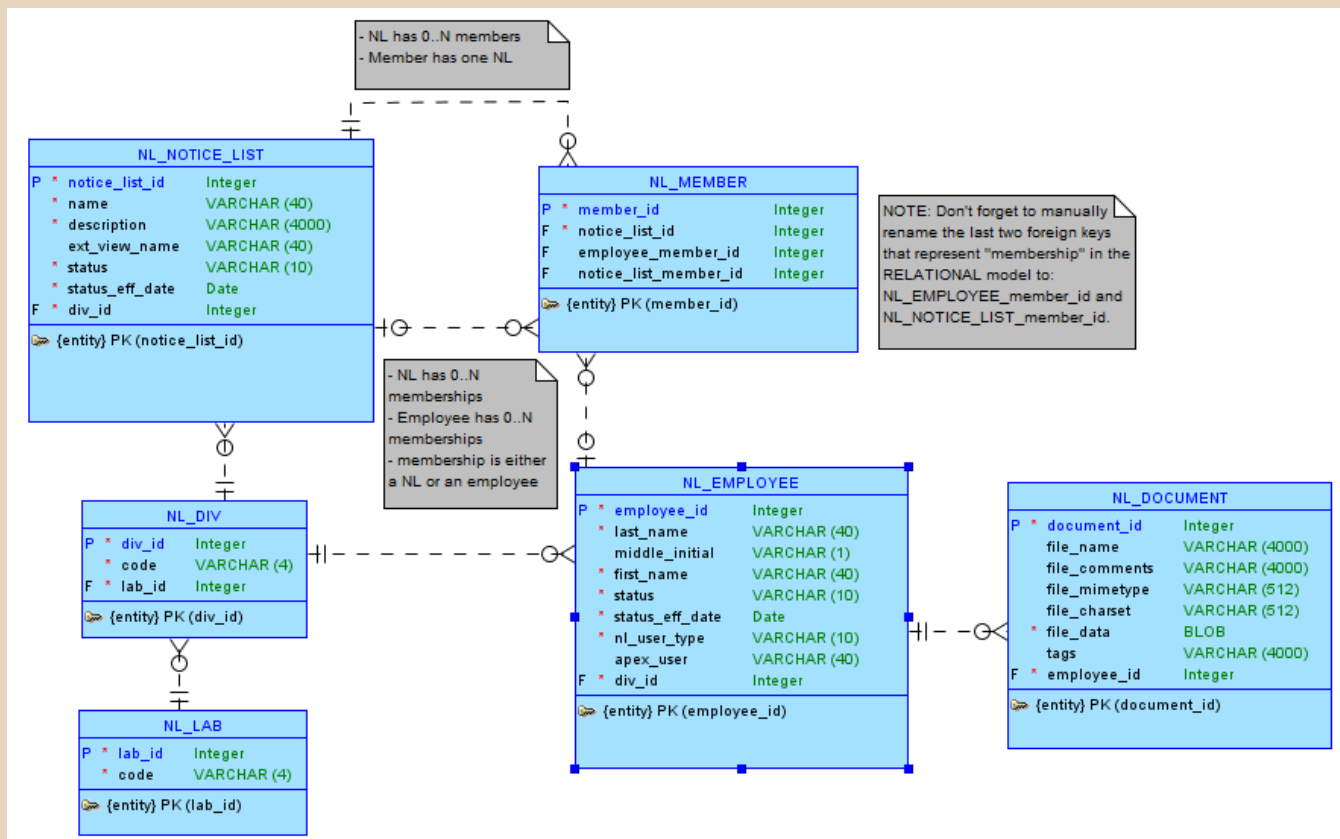 - NL has 0..N members
- Member has one NL
NL_NOTICE_LIST
P * notice_list_id Integer
* name VARCHAR (40)
* description VARCHAR (4000)
ext_view_name VARCHAR (40)
* status VARCHAR (10)
* status_eff_date Date
F * div_id Integer
{entity} PK (notice_list_id)
NL_MEMBER
P * member_id Integer
F * notice_list_id Integer
F employee_member_id Integer
F notice_list_member_id Integer
{entity} PK (member_id)
NOTE: Don't forget to manually
rename the last two foreign keys
that represent "membership" in the
RELATIONAL model to:
NL_EMPLOYEE_member_id and
NL_NOTICE_LIST_member_id.
- NL has 0..N
memberships
- Employee has 0..N
memberships
- membership is either
a NL or an employee
NL_DIV
P * div_id Integer
* code VARCHAR (4)
F * lab_id Integer
{entity} PK (div_id)
NL_EMPLOYEE
P * employee_id Integer
* last_name VARCHAR (40)
middle_initial VARCHAR (1)
* first_name VARCHAR (40)
* status VARCHAR (10)
* status_eff_date Date
* nl_user_type VARCHAR (10)
apex_user VARCHAR (40)
F * div_id Integer
{entity} PK (employee_id)
NL_DOCUMENT
P * document_id Integer
file_name VARCHAR (4000)
file_comments VARCHAR (4000)
file_mimetype VARCHAR (512)
file_charset VARCHAR (512)
* file_data BLOB
tags VARCHAR (4000)
F * employee_id Integer
{entity} PK (document_id)
NL_LAB
P * lab_id Integer
* code VARCHAR (4)
{entity} PK (lab_id)